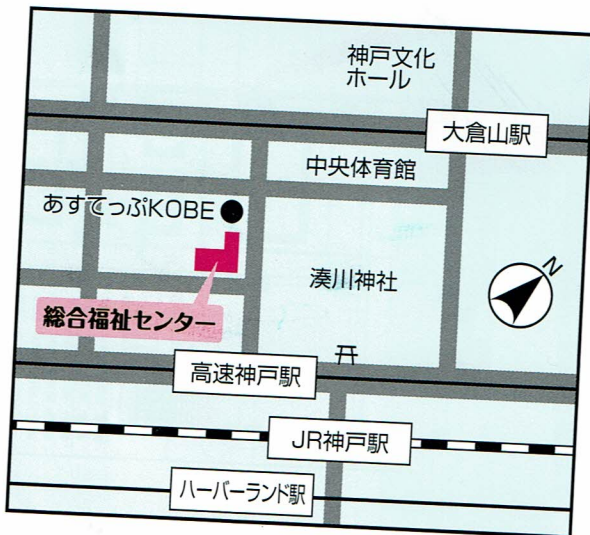 神戸文化
ホール
大倉山駅
中央体育館
あすてっぷKOBE
湊川神社
N
総合福祉センター
高速神戸駅
JR神戸駅
ハーバーランド駅